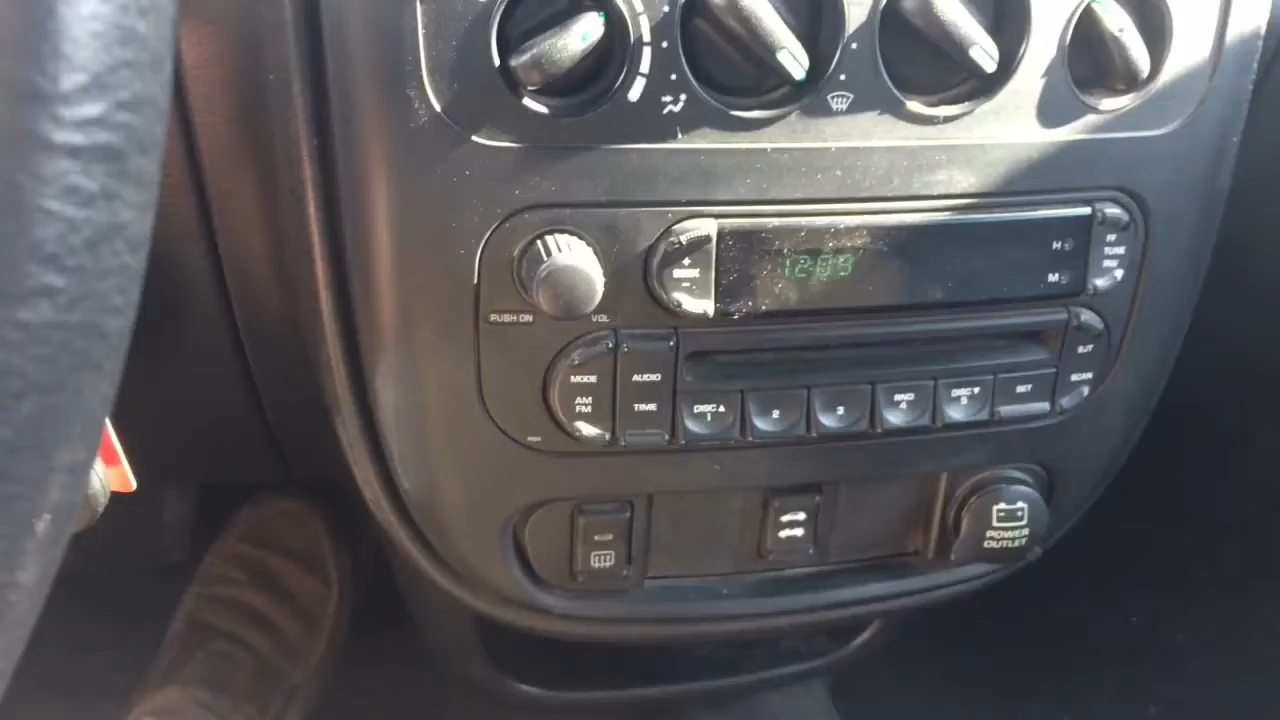 12:05
H
M
+
SEEK
-
FF
TUNE
RW
PUSH ON
VOL
MODE
AM
FM
AUDIO
TIME
EJT
SCAN
DISC▲
1
2
3
RND
4
DISC▼
5
SET
POWER
OUTLET